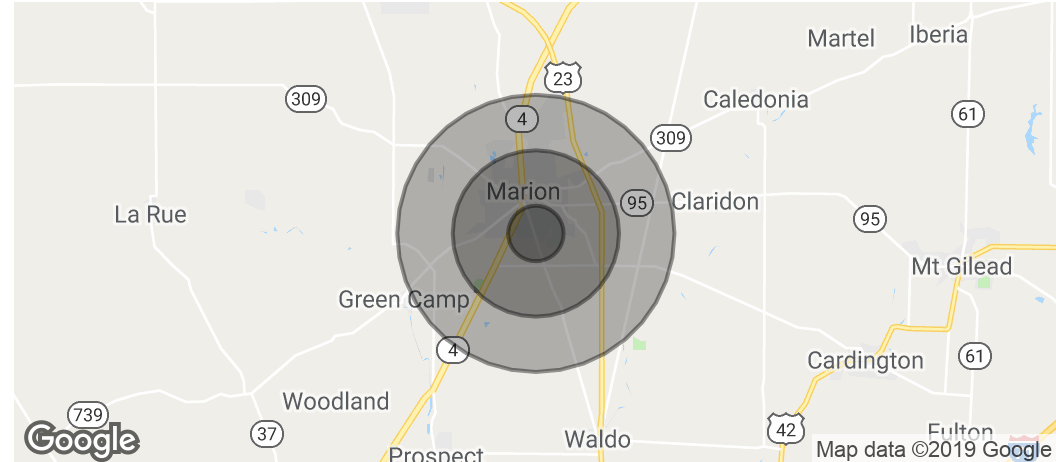 Martel
Iberia
23
309
Caledonia
61
4
309
Marion
95
Claridon
La Rue
95
Mt Gilead
Green Camp
4
61
Cardington
Woodland
739
37
42
Waldo
Fulton
Google
Prospect
Map data ©2019 Google